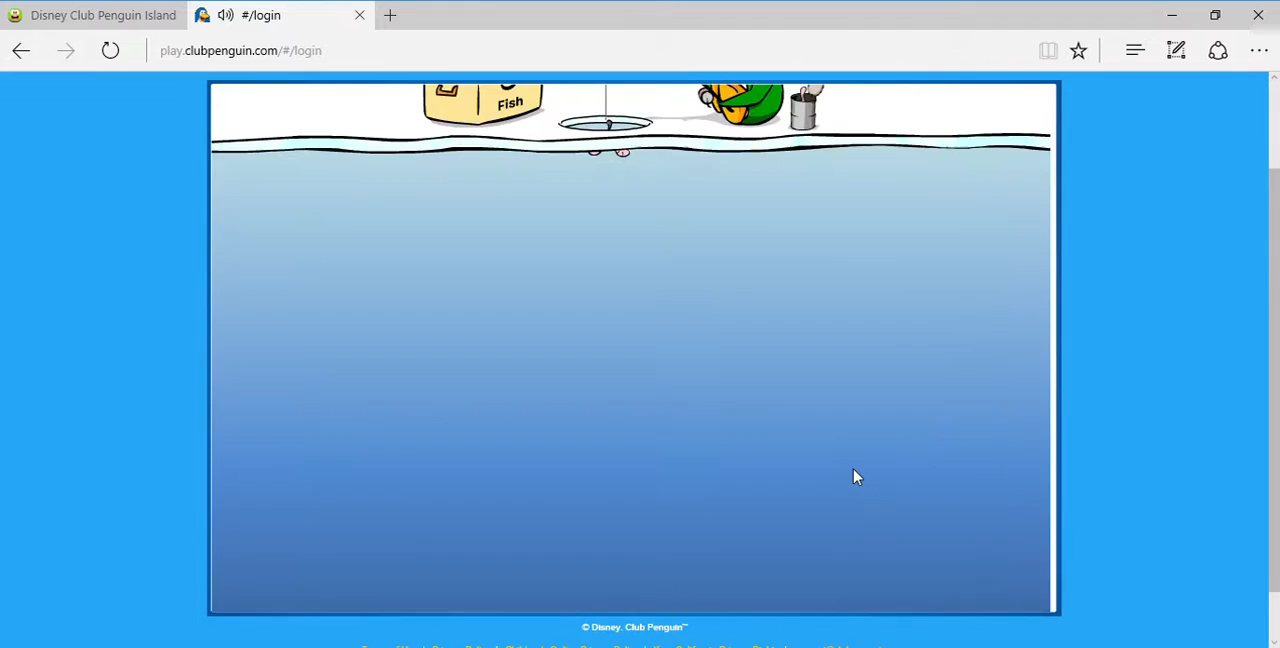 Disney Club Penguin Island
#/login
play.clubpenguin.com/#/login
Fish
© Disney. Club Penguin™